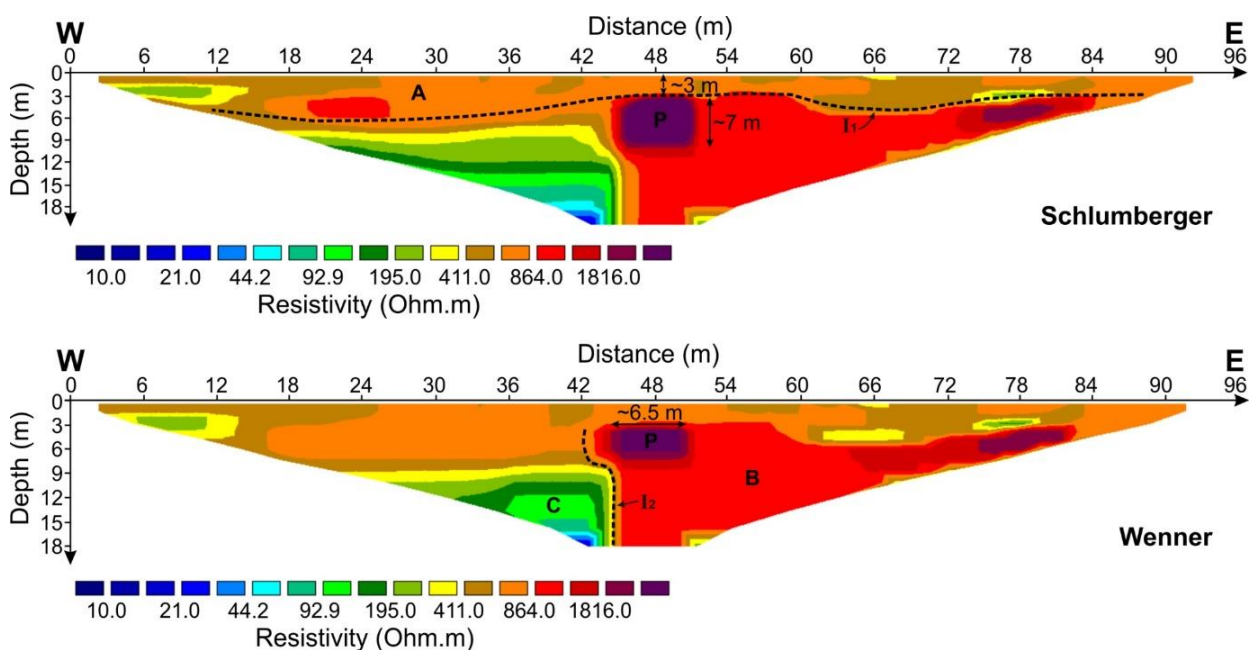 W Distance (m) E
0 6 12 18 24 30 36 42 48 54 60 66 72 78 84 90 96
Depth (m)
0
3
6
9
12
15
18
~3 m
A
P
~7 m
I₁
Schlumberger
10.0 21.0 44.2 92.9 195.0 411.0 864.0 1816.0
Resistivity (Ohm.m)
W Distance (m) E
0 6 12 18 24 30 36 42 48 54 60 66 72 78 84 90 96
Depth (m)
0
3
6
9
12
15
18
~6.5 m
P
B
C
I₂
Wenner
10.0 21.0 44.2 92.9 195.0 411.0 864.0 1816.0
Resistivity (Ohm.m)